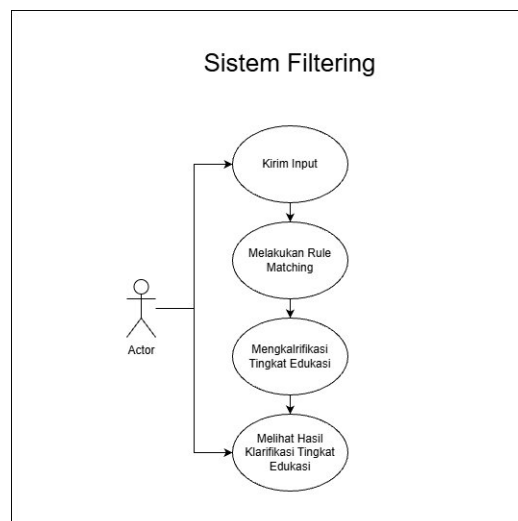 Sistem Filtering
Kirim Input
Melakukan Rule
Matching
Actor
Mengkalrifikasi
Tingkat Edukasi
Melihat Hasil
Klarifikasi Tingkat
Edukasi